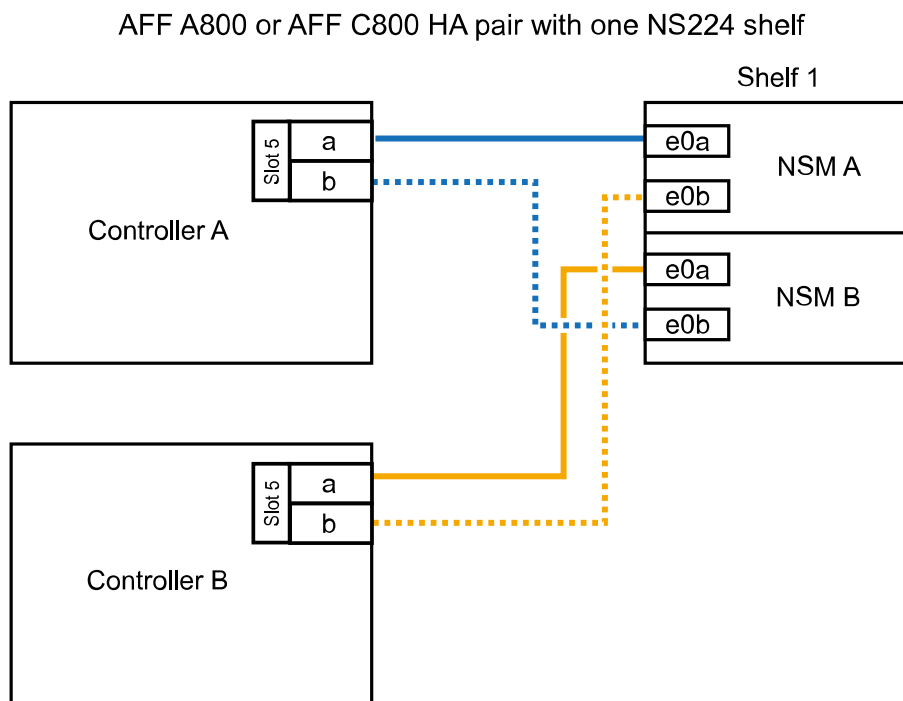 AFF A800 or AFF C800 HA pair with one NS224 shelf
Shelf 1
Slot 5
a
b
Controller A
e0a
e0b
NSM A
e0a
e0b
NSM B
Slot 5
a
b
Controller B